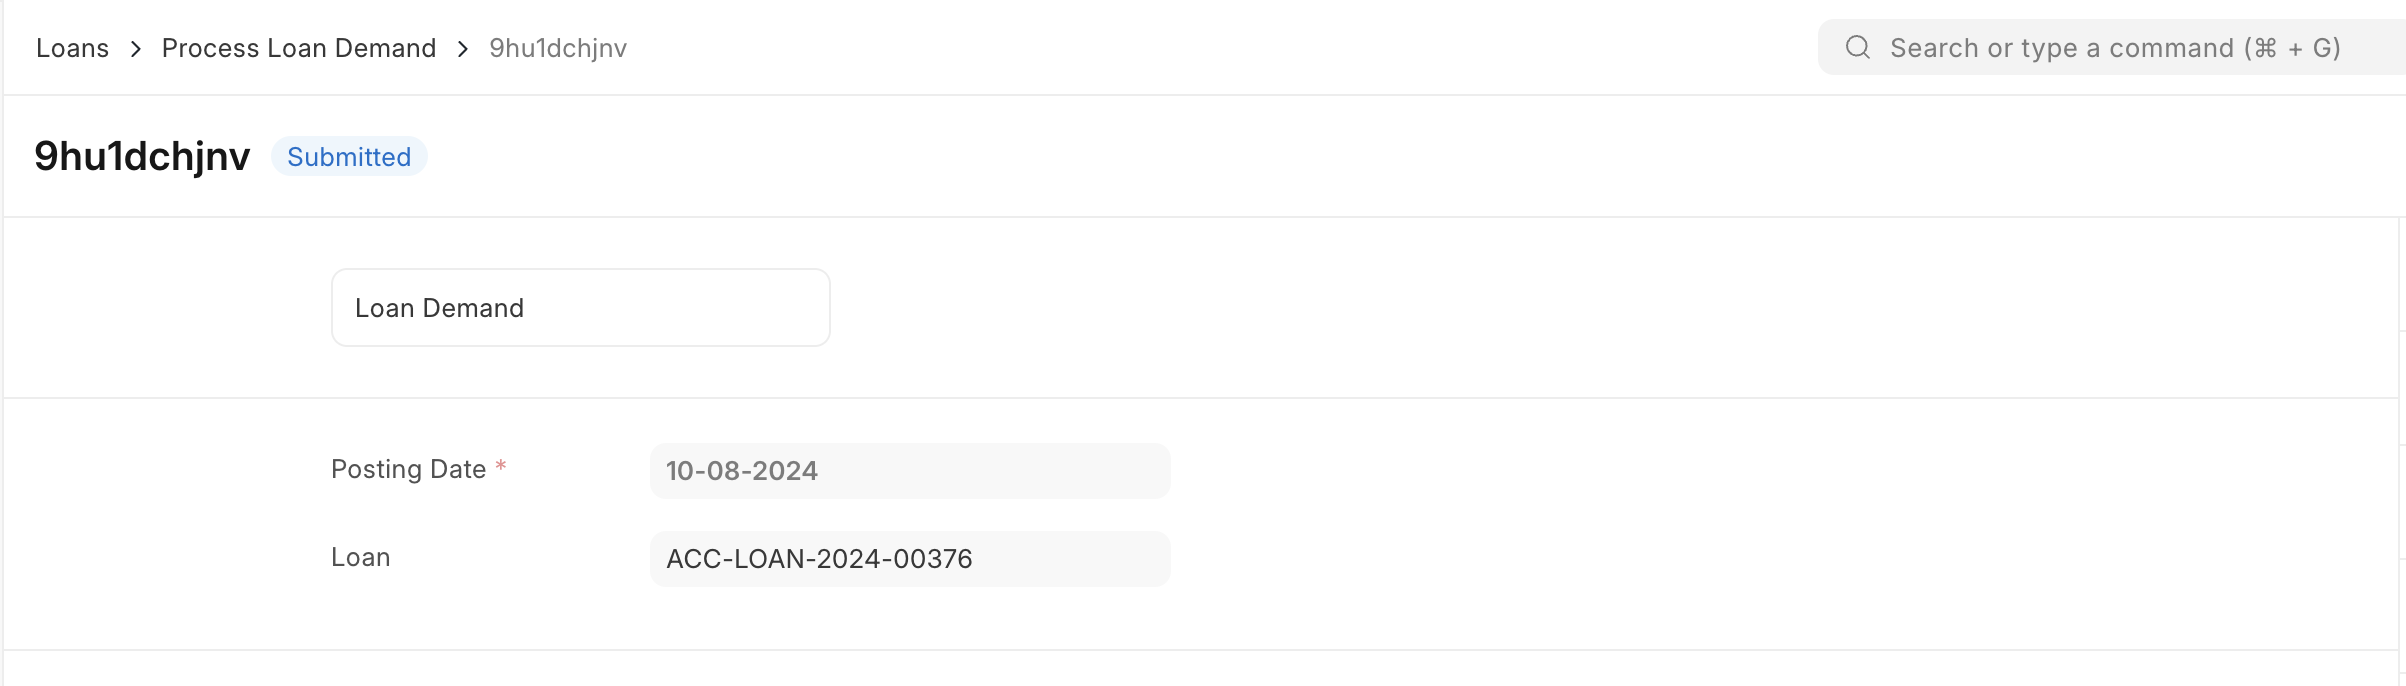 Loans > Process Loan Demand > 9hu1dchjnv
Search or type a command (⌘ + G)
9hu1dchjnv Submitted
Loan Demand
Posting Date * 10-08-2024
Loan ACC-LOAN-2024-00376